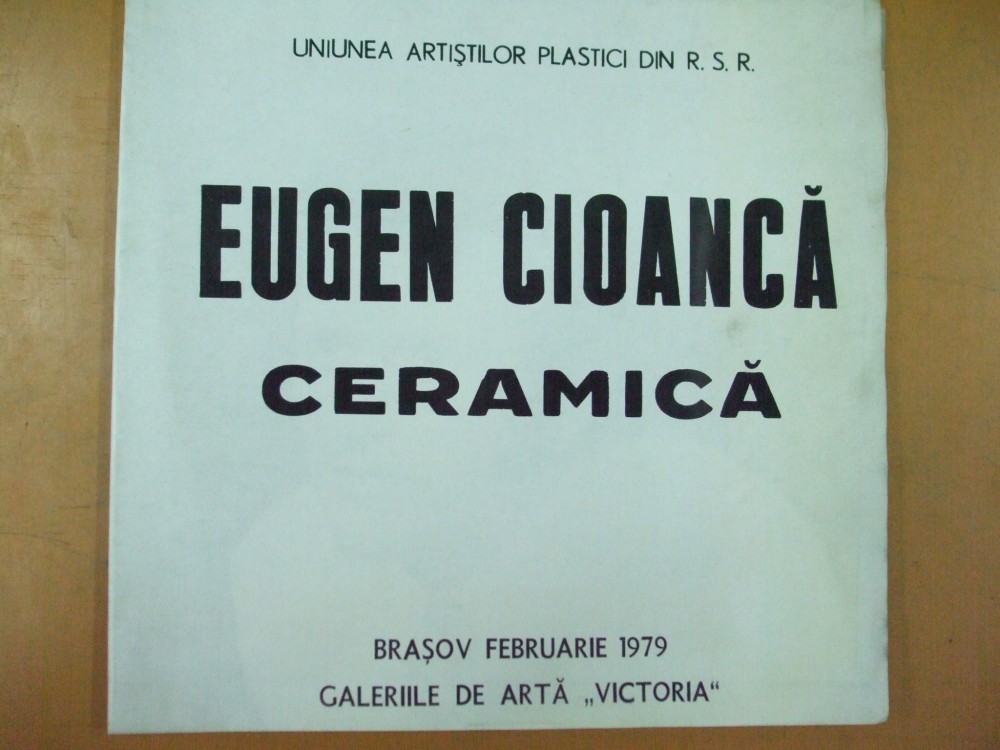 UNIUNEA ARTIŞTILOR PLASTICI DIN R. S. R.
EUGEN CIOANCĂ
CERAMICĂ
BRAŞOV FEBRUARIE 1979
GALERIILE DE ARTĂ „VICTORIA“